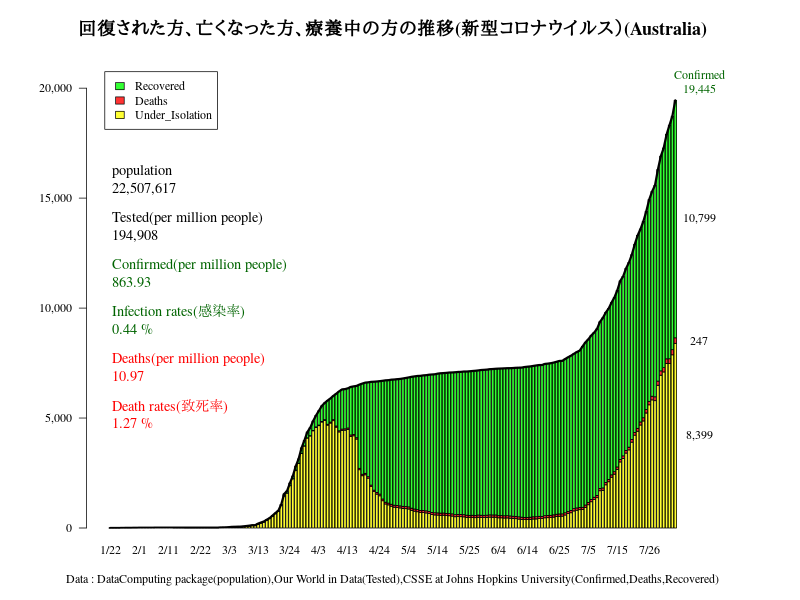 回復された方、亡くなった方、療養中の方の推移(新型コロナウイルス）(Australia)
Confirmed
19,445
20,000
15,000
10,000
5,000
0
Recovered
Deaths
Under_Isolation
population
22,507,617
Tested(per million people)
194,908
Confirmed(per million people)
863.93
Infection rates(感染率)
0.44 %
Deaths(per million people)
10.97
Death rates(致死率)
1.27 %
10,799
247
8,399
1/22 2/1 2/11 2/22 3/3 3/13 3/24 4/3 4/13 4/24 5/4 5/14 5/25 6/4 6/14 6/25 7/5 7/15 7/26
Data : DataComputing package(population),Our World in Data(Tested),CSSE at Johns Hopkins University(Confirmed,Deaths,Recovered)